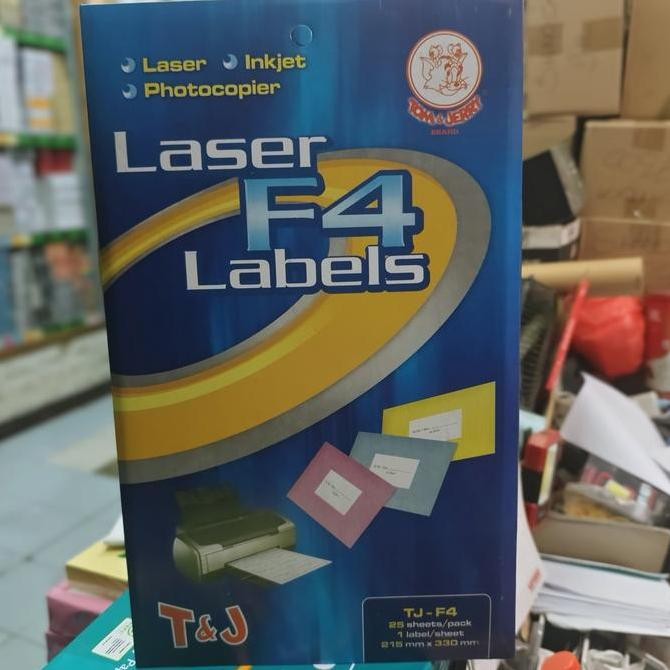 Laser
Inkjet
Photocopier
TOM & JERRY
BRAND
Laser
F4
Labels
T&J
TJ - F4
25 sheets/pack
1 label/sheet
215 mm x 330 mm